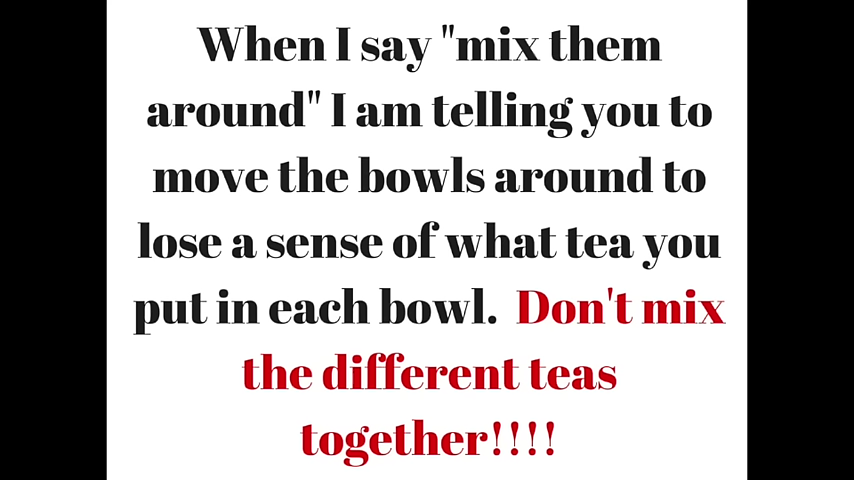 When I say "mix them
around" I am telling you to
move the bowls around to
lose a sense of what tea you
put in each bowl. Don't mix
the different teas
together!!!!